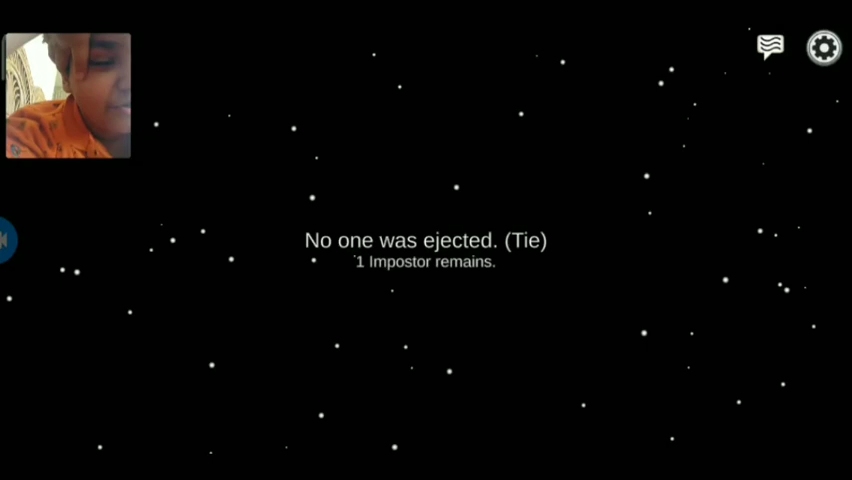 No one was ejected. (Tie)
1 Impostor remains.